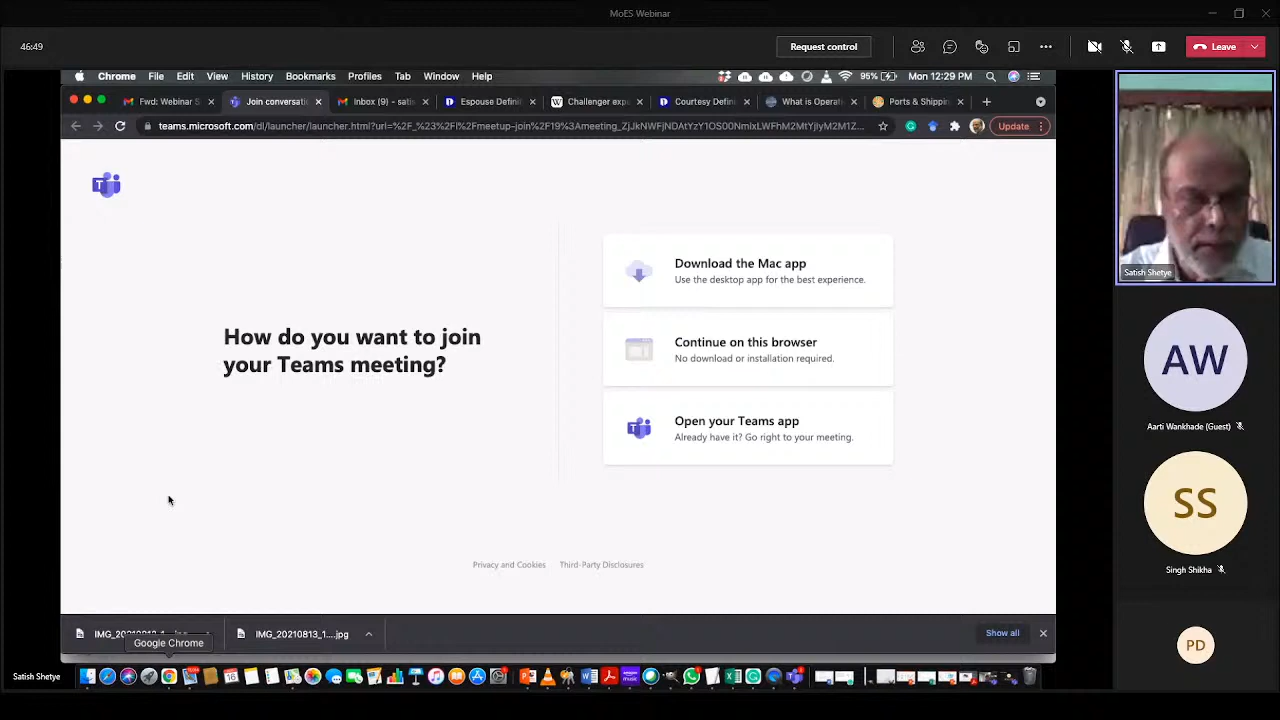 MoES Webinar
46:49
Request control
Leave
Chrome File Edit View History Bookmarks Profiles Tab Window Help
95% Mon 12:29 PM
Fwd: Webinar S
Join conversati
Inbox (9) - satis
Espouse Defini
Challenger exp
Courtesy Defin
What is Operat
Ports & Shippin
teams.microsoft.com/dl/launcher/launcher.html?url=%2F_%23%2Fl%2Fmeetup-join%2F19%3Ameeting_
Update
T
Download the Mac app
Use the desktop app for the best experience.
How do you want to join
your Teams meeting?
Continue on this browser
No download or installation required.
Open your Teams app
Already have it? Go right to your meeting.
Privacy and Cookies Third-Party Disclosures
IMG_20210813_1....jpg
Show all
Google Chrome
Satish Shetye
Satish Shetye
AW
Aarti Wankhade (Guest)
SS
Singh Shikha
PD